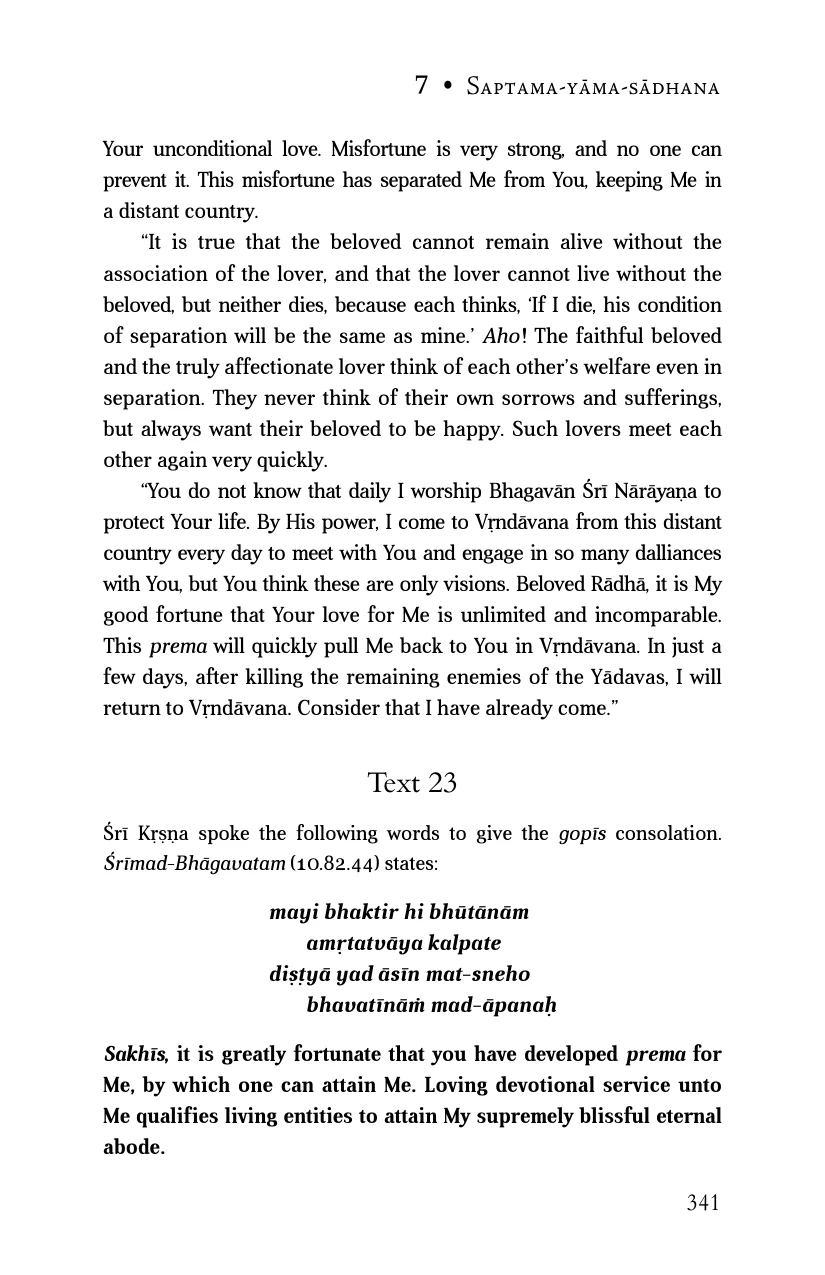 7 • Saptama-yāma-sādhana
Your unconditional love. Misfortune is very strong, and no one can
prevent it. This misfortune has separated Me from You, keeping Me in
a distant country.
“It is true that the beloved cannot remain alive without the
association of the lover, and that the lover cannot live without the
beloved, but neither dies, because each thinks, ‘If I die, his condition
of separation will be the same as mine.’ Aho! The faithful beloved
and the truly affectionate lover think of each other’s welfare even in
separation. They never think of their own sorrows and sufferings,
but always want their beloved to be happy. Such lovers meet each
other again very quickly.
“You do not know that daily I worship Bhagavān Śrī Nārāyaṇa to
protect Your life. By His power, I come to Vṛndāvana from this distant
country every day to meet with You and engage in so many dalliances
with You, but You think these are only visions. Beloved Rādhā, it is My
good fortune that Your love for Me is unlimited and incomparable.
This prema will quickly pull Me back to You in Vṛndāvana. In just a
few days, after killing the remaining enemies of the Yādavas, I will
return to Vṛndāvana. Consider that I have already come.”
Text 23
Śrī Kṛṣṇa spoke the following words to give the gopīs consolation.
Śrīmad-Bhāgavatam (10.82.44) states:
mayi bhaktir hi bhūtānām
amṛtatvāya kalpate
diṣṭyā yad āsīn mat-sneho
bhavatīnāṁ mad-āpanaḥ
Sakhīs, it is greatly fortunate that you have developed prema for
Me, by which one can attain Me. Loving devotional service unto
Me qualifies living entities to attain My supremely blissful eternal
abode.
341